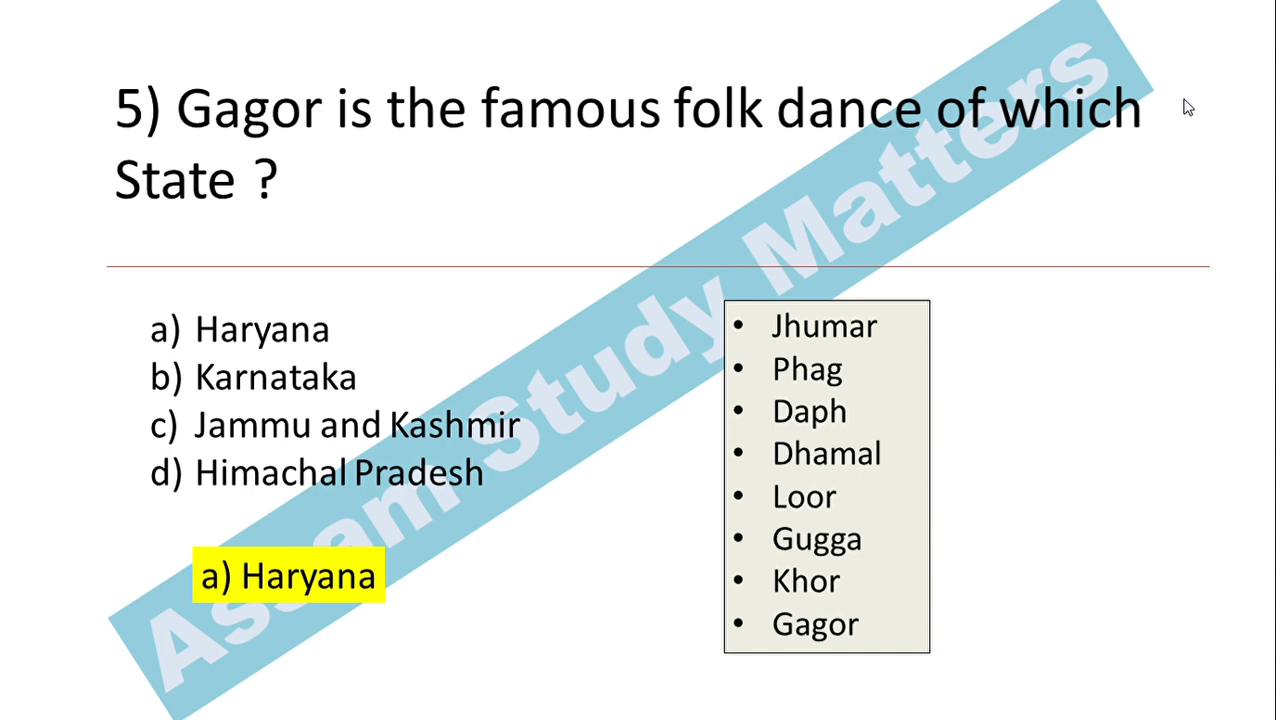 5) Gagor is the famous folk dance of which
State ?
a) Haryana
b) Karnataka
c) Jammu and Kashmir
d) Himachal Pradesh
a) Haryana
• Jhumar
• Phag
• Daph
• Dhamal
• Loor
• Gugga
• Khor
• Gagor
Assam Study Matters